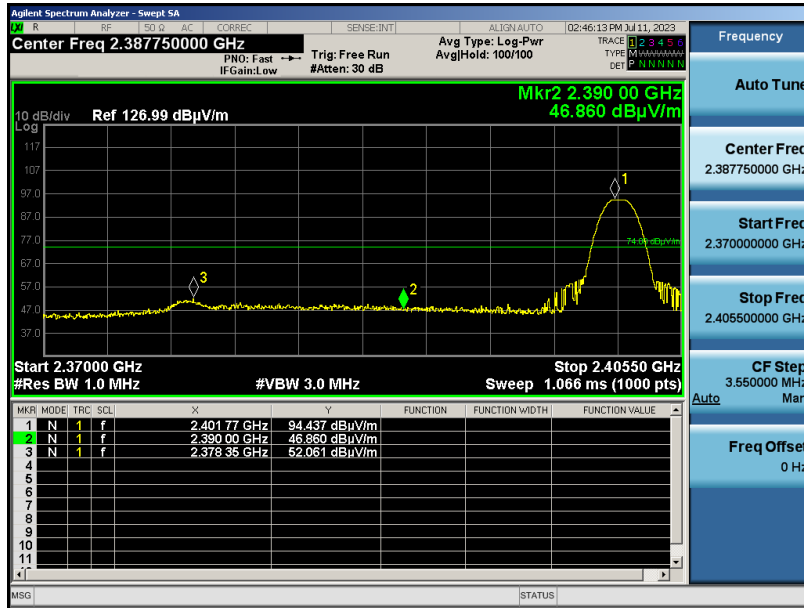 Agilent Spectrum Analyzer - Swept SA
LXI R RF 50 Ω AC CORREC SENSE:INT ALIGN AUTO 02:46:13 PM Jul 11, 2023
Center Freq 2.387750000 GHz
PNO: Fast
IFGain:Low
Trig: Free Run
#Atten: 30 dB
Avg Type: Log-Pwr
Avg|Hold: 100/100
TRACE 1 2 3 4 5 6
TYPE M
DET P N N N N N
Mkr2 2.390 00 GHz
46.860 dBµV/m
10 dB/div Ref 126.99 dBµV/m
Log
117
107
97.0
87.0
77.0
67.0
57.0
47.0
37.0
1
2
3
Start 2.37000 GHz Stop 2.40550 GHz
#Res BW 1.0 MHz #VBW 3.0 MHz Sweep 1.066 ms (1000 pts)
MKR MODE TRC SCL X Y FUNCTION FUNCTION WIDTH FUNCTION VALUE
1 N 1 f 2.401 77 GHz 94.437 dBµV/m
2 N 1 f 2.390 00 GHz 46.860 dBµV/m
3 N 1 f 2.378 35 GHz 52.061 dBµV/m
4
5
6
7
8
9
10
11
MSG STATUS
Frequency
Auto Tune
Center Freq
2.387750000 GHz
Start Freq
2.370000000 GHz
Stop Freq
2.405500000 GHz
CF Step
3.550000 MHz
Auto Man
Freq Offset
0 Hz